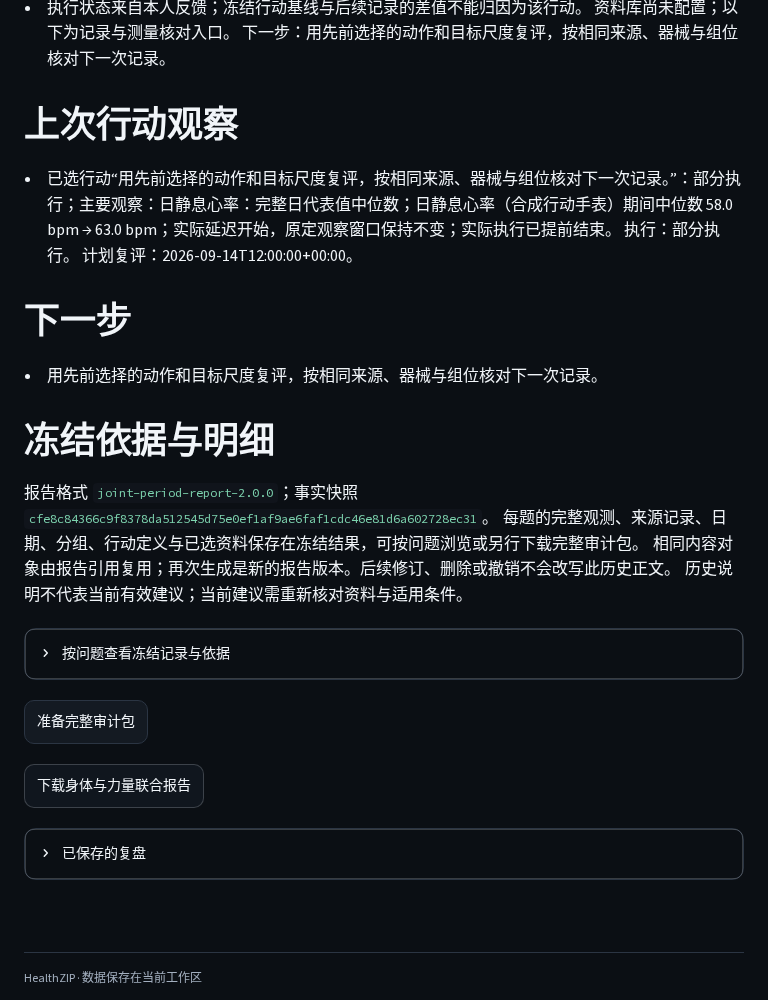 执行状态来自本人反馈；冻结行动基线与后续记录的差值不能归因为该行动。 资料库尚未配置；以
下为记录与测量核对入口。 下一步：用先前选择的动作和目标尺度复评，按相同来源、器械与组位
核对下一次记录。
上次行动观察
已选行动“用先前选择的动作和目标尺度复评，按相同来源、器械与组位核对下一次记录。”：部分执
行；主要观察：日静息心率：完整日代表值中位数；日静息心率（合成行动手表）期间中位数 58.0
bpm → 63.0 bpm；实际延迟开始，原定观察窗口保持不变；实际执行已提前结束。 执行：部分执
行。 计划复评：2026-09-14T12:00:00+00:00。
下一步
用先前选择的动作和目标尺度复评，按相同来源、器械与组位核对下一次记录。
冻结依据与明细
报告格式 joint-period-report-2.0.0；事实快照
cfe8c84366c9f8378da512545d75e0ef1af9ae6faf1cdc46e81d6a602728ec31。 每题的完整观测、来源记录、日
期、分组、行动定义与已选资料保存在冻结结果，可按问题浏览或另行下载完整审计包。 相同内容对
象由报告引用复用；再次生成是新的报告版本。后续修订、删除或撤销不会改写此历史正文。 历史说
明不代表当前有效建议；当前建议需重新核对资料与适用条件。
按问题查看冻结记录与依据
准备完整审计包
下载身体与力量联合报告
已保存的复盘
HealthZIP · 数据保存在当前工作区